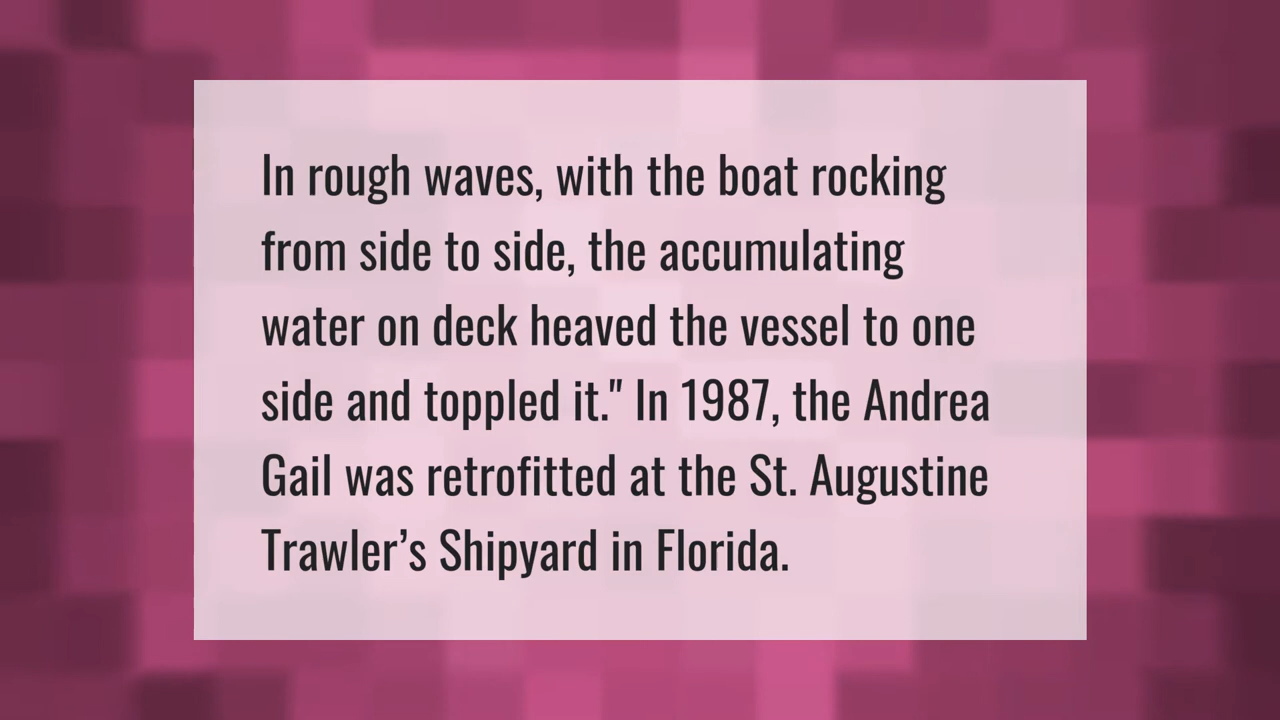 In rough waves, with the boat rocking
from side to side, the accumulating
water on deck heaved the vessel to one
side and toppled it." In 1987, the Andrea
Gail was retrofitted at the St. Augustine
Trawler’s Shipyard in Florida.